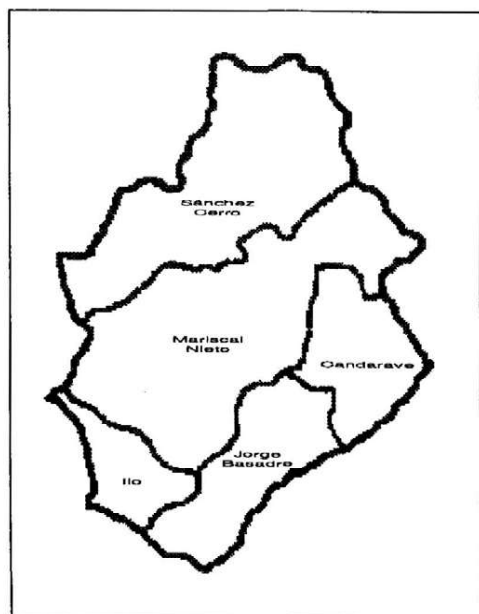 Sánchez
Cerro
Mariscal
Nieto
Candarave
Jorge
Basadre
Ilo